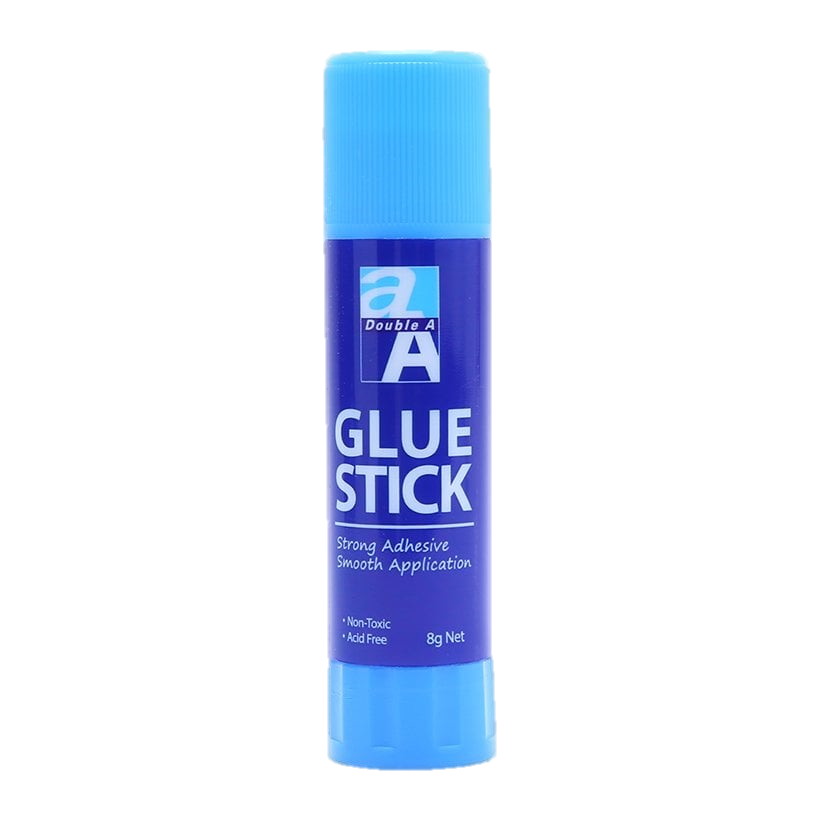 a
Double A
A
GLUE
STICK
Strong Adhesive
Smooth Application
• Non-Toxic
• Acid Free
8g Net